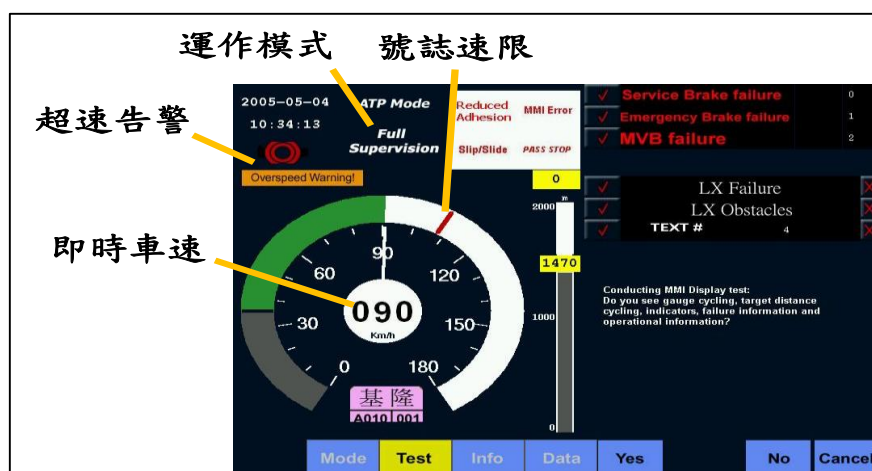 運作模式
號誌速限
超速告警
即時車速
2005-05-04
10:34:13
ATP Mode
Full
Supervision
Reduced
Adhesion
MMI Error
Slip/Slide
PASS STOP
Overspeed Warning!
Service Brake failure 0
Emergency Brake failure 1
MVB failure 2
LX Failure
LX Obstacles
TEXT # 4
0
m
2000
1470
1000
0
0
30
60
90
120
150
180
090
Km/h
基隆
A010 001
Conducting MMI Display test:
Do you see gauge cycling, target distance
cycling, indicators, failure information and
operational information?
Mode Test Info Data Yes No Cancel